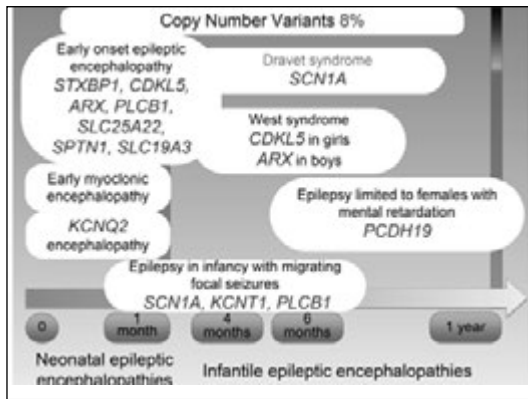 Copy Number Variants 8%
Early onset epileptic
encephalopathy
STXBP1, CDKL5,
ARX, PLCB1,
SLC25A22,
SPTN1, SLC19A3
Dravet syndrome
SCN1A
West syndrome
CDKL5 in girls
ARX in boys
Early myoclonic
encephalopathy
KCNQ2
encephalopathy
Epilepsy limited to females with
mental retardation
PCDH19
Epilepsy in infancy with migrating
focal seizures
SCN1A, KCNT1, PLCB1
0
1
month
4
months
6
months
1 year
Neonatal epileptic
encephalopathies
Infantile epileptic encephalopathies